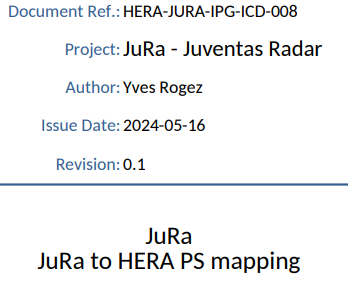 Document Ref.: HERA-JURA-IPG-ICD-008
Project: JuRa - Juventas Radar
Author: Yves Rogez
Issue Date: 2024-05-16
Revision: 0.1
JuRa
JuRa to HERA PS mapping